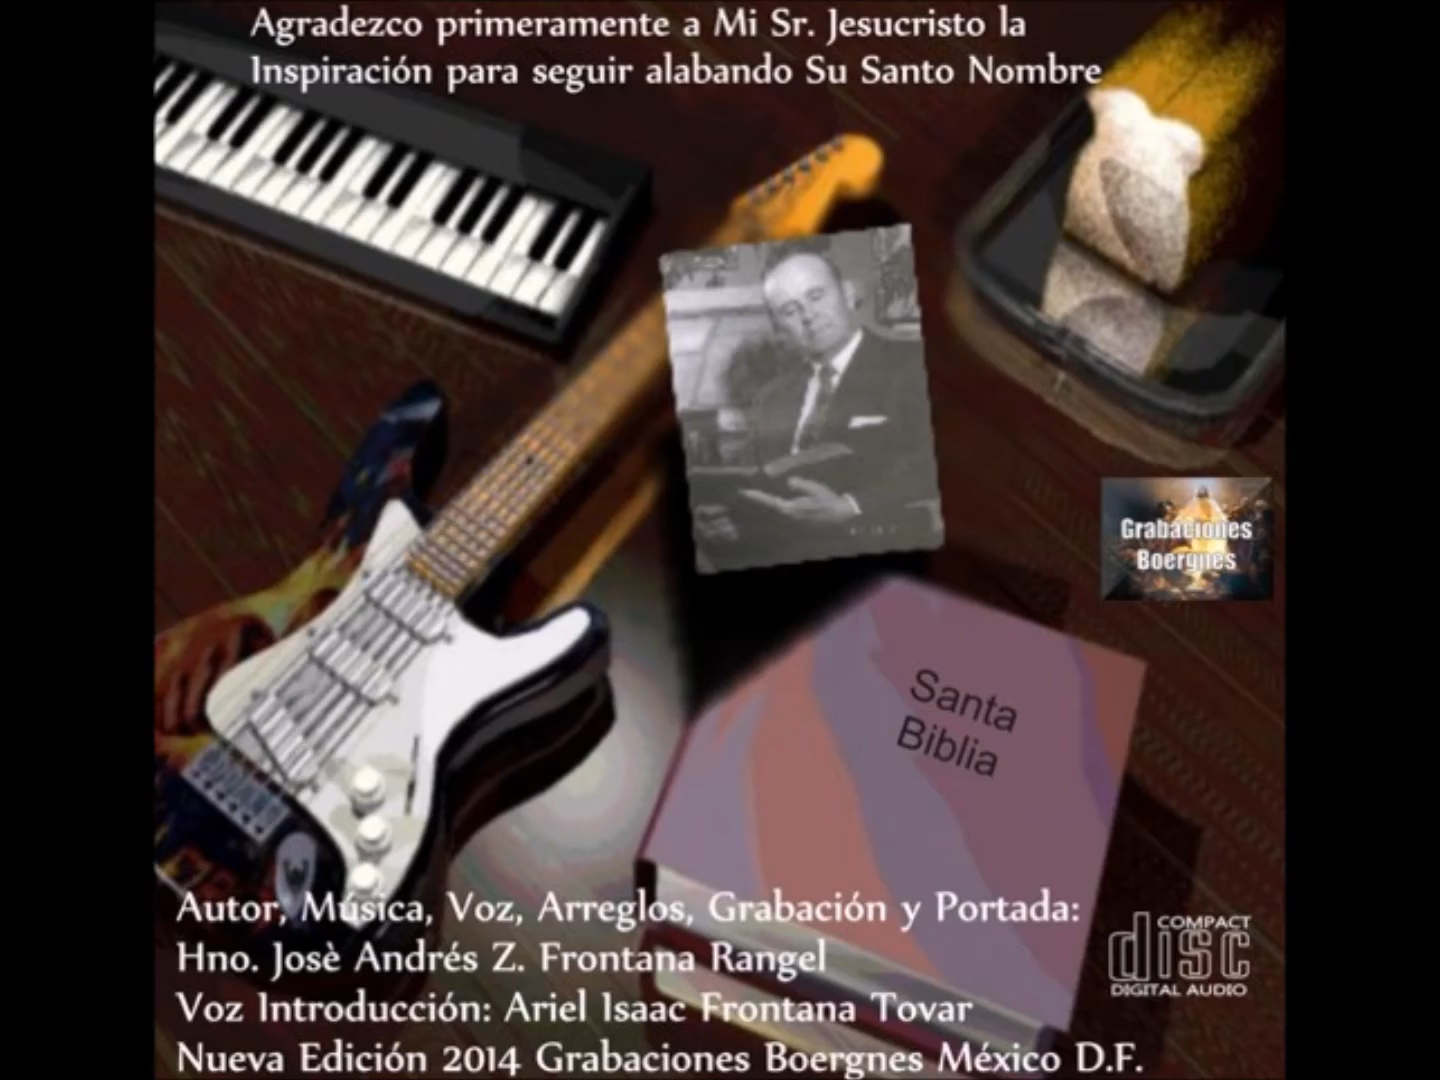 Agradezco primeramente a Mi Sr. Jesucristo la
Inspiración para seguir alabando Su Santo Nombre
Grabaciones
Boergnes
Santa
Biblia
Autor, Música, Voz, Arreglos, Grabación y Portada:
Hno. Josè Andrés Z. Frontana Rangel
Voz Introducción: Ariel Isaac Frontana Tovar
Nueva Edición 2014 Grabaciones Boergnes México D.F.
COMPACT
disc
DIGITAL AUDIO